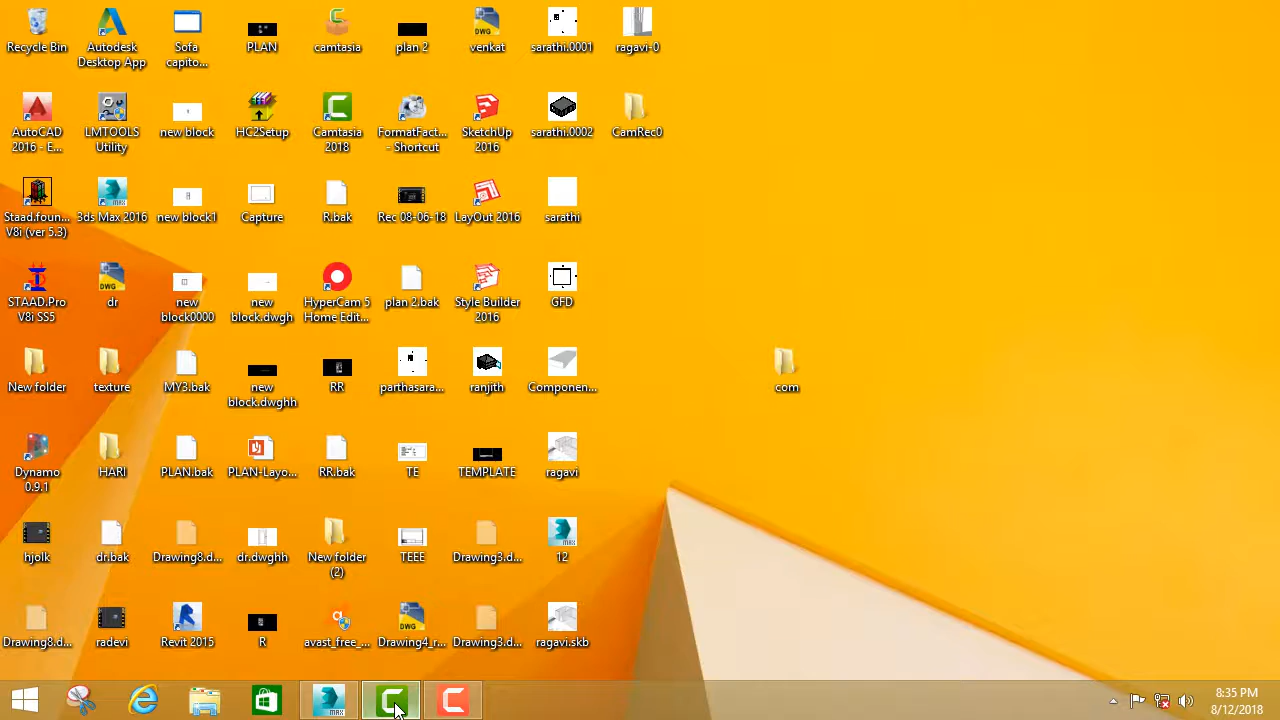 Recycle Bin
Autodesk
Desktop App
Sofa
capito...
PLAN
camtasia
plan 2
venkat
sarathi.0001
ragavi-0
AutoCAD
2016 - E...
LMTOOLS
Utility
new block
HC2Setup
Camtasia
2018
FormatFact...
- Shortcut
SketchUp
2016
sarathi.0002
CamRec0
Staad.foun...
V8i (ver 5.3)
3ds Max 2016
new block1
Capture
R.bak
Rec 08-06-18
LayOut 2016
sarathi
STAAD.Pro
V8i SS5
dr
new
block0000
new
block.dwgh
HyperCam 5
Home Edit...
plan 2.bak
Style Builder
2016
GFD
New folder
texture
MY3.bak
new
block.dwghh
RR
parthasara...
ranjith
Componen...
com
Dynamo
0.9.1
HARI
PLAN.bak
PLAN-Layo...
RR.bak
TE
TEMPLATE
ragavi
hjolk
dr.bak
Drawing8.d...
dr.dwghh
New folder
(2)
TEEE
Drawing3.d...
12
Drawing8.d...
radevi
Revit 2015
R
avast_free_...
Drawing4_r...
Drawing3.d...
ragavi.skb
8:35 PM
8/12/2018